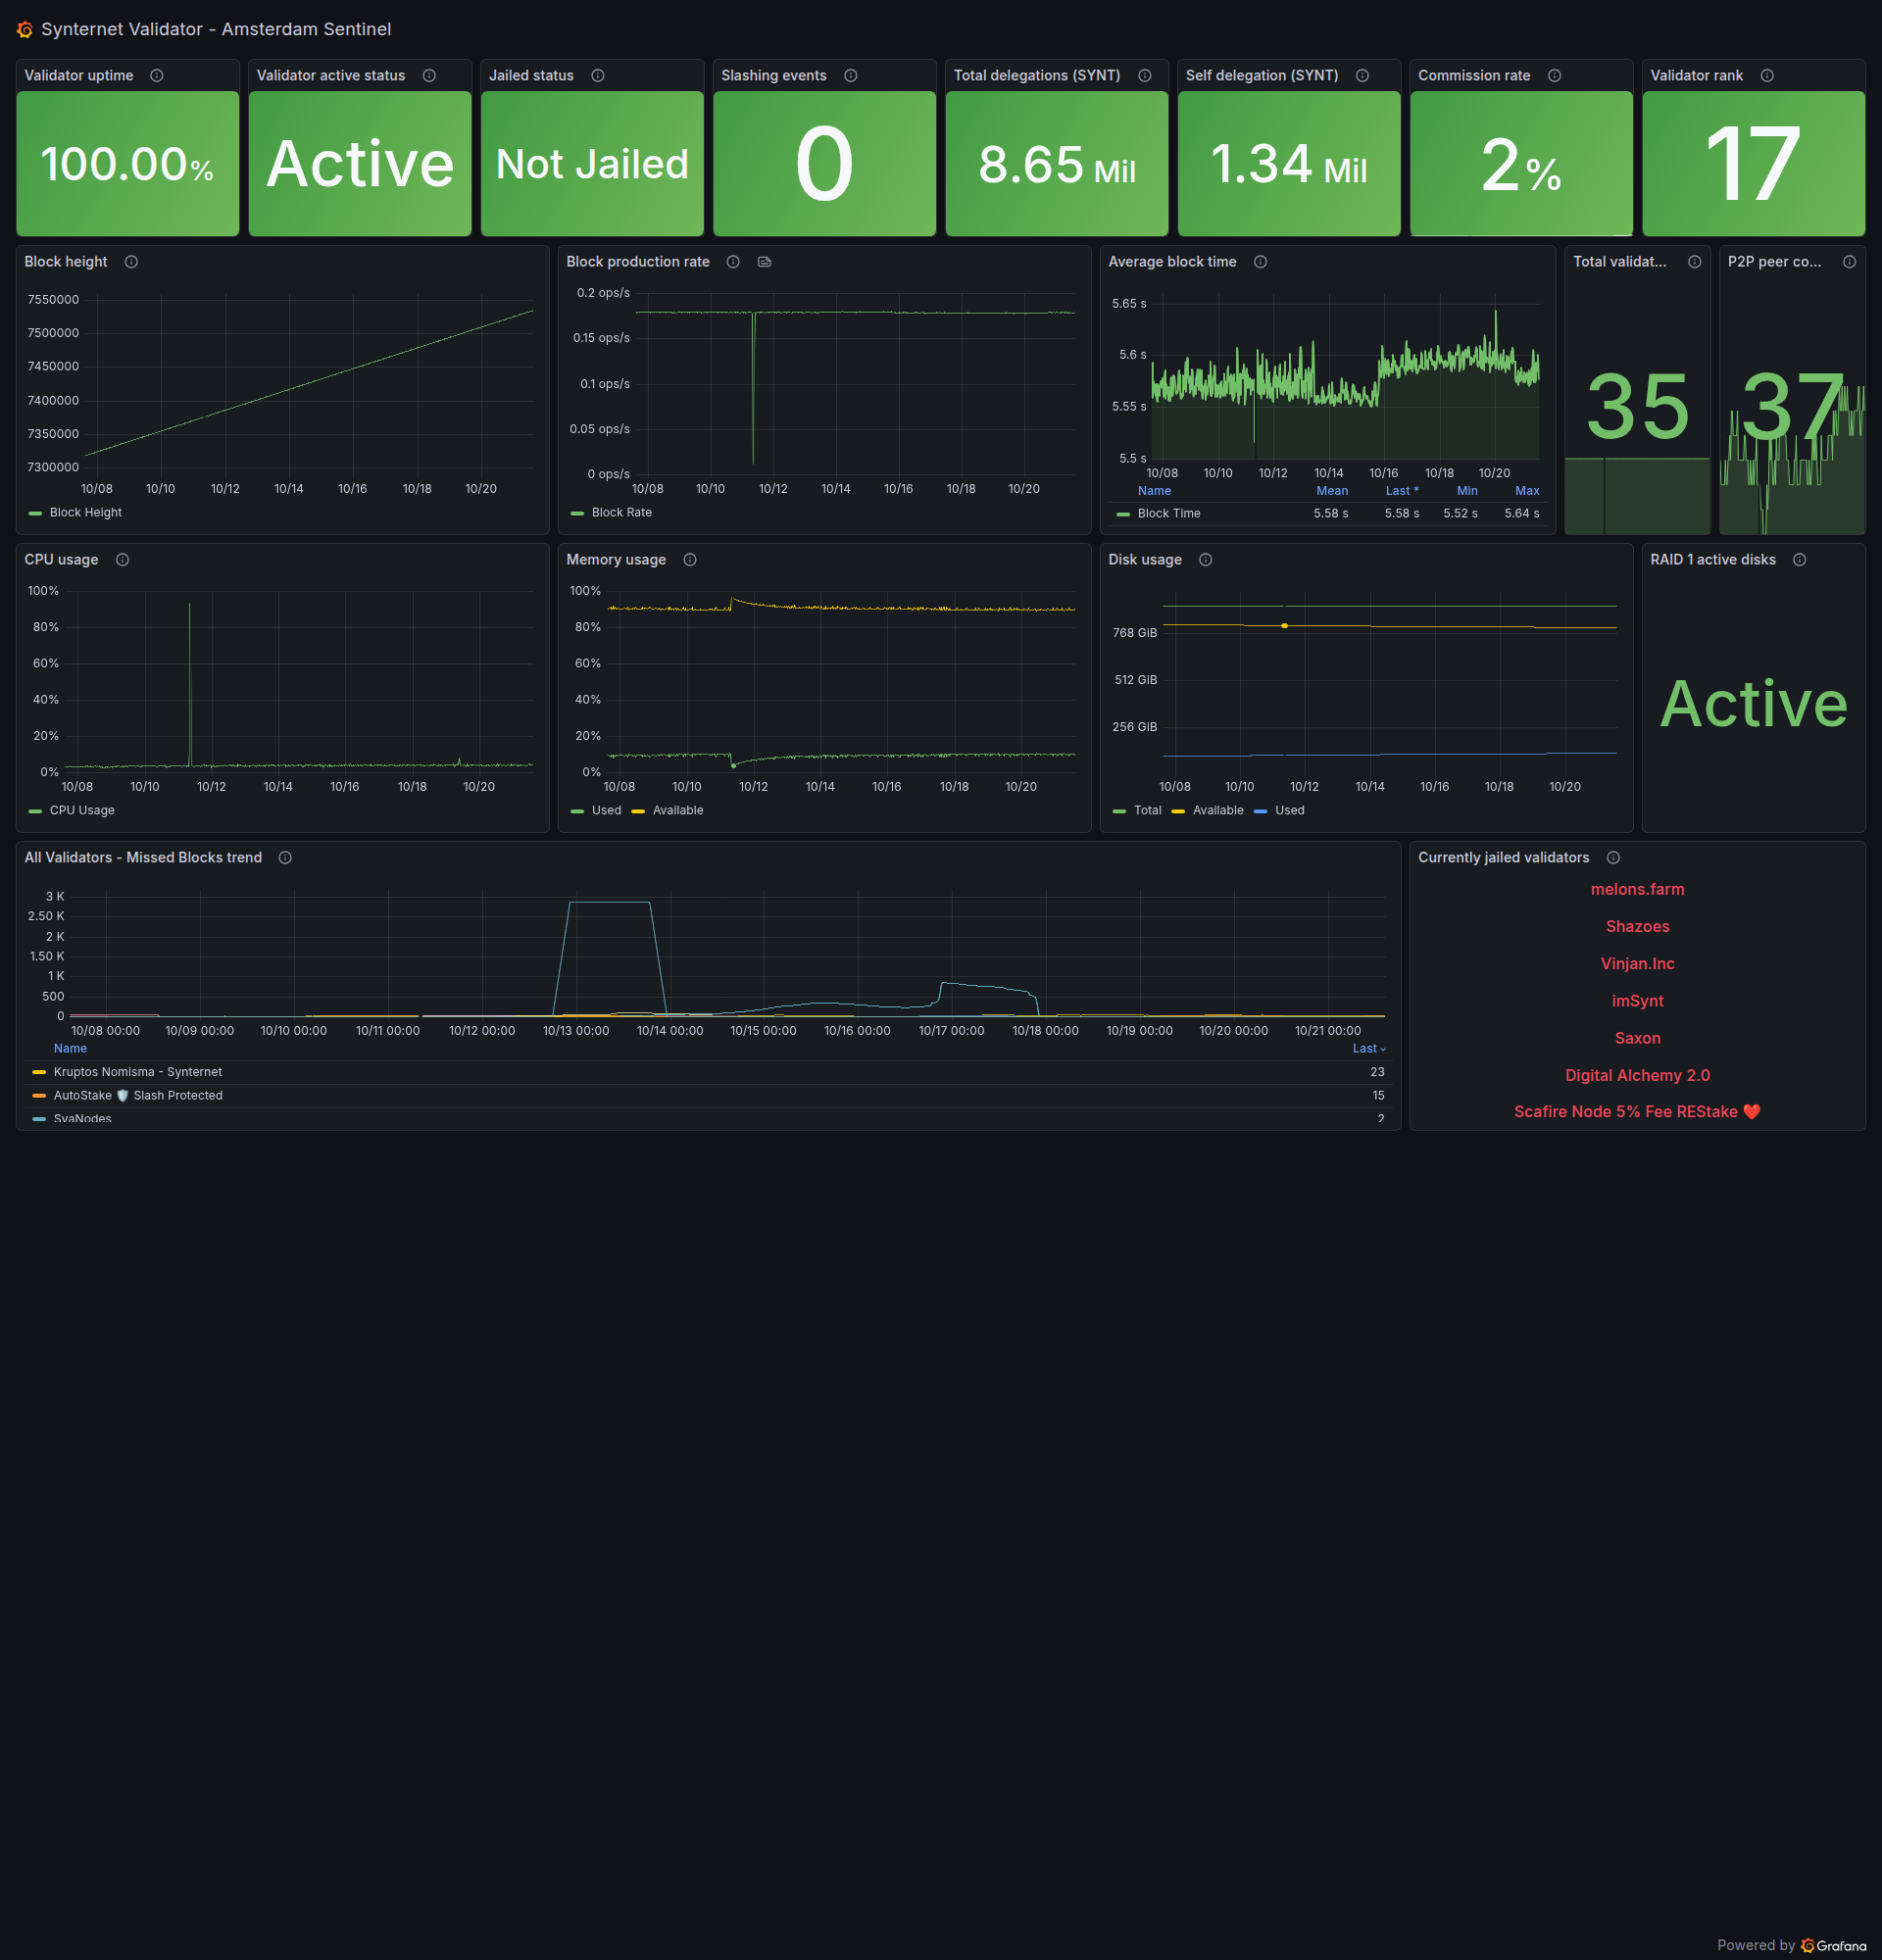 Synternet Validator - Amsterdam Sentinel
Validator uptime
100.00%
Validator active status
Active
Jailed status
Not Jailed
Slashing events
0
Total delegations (SYNT)
8.65 Mil
Self delegation (SYNT)
1.34 Mil
Commission rate
2%
Validator rank
17
Block height
7550000
7500000
7450000
7400000
7350000
7300000
10/08 10/10 10/12 10/14 10/16 10/18 10/20
Block Height
Block production rate
0.2 ops/s
0.15 ops/s
0.1 ops/s
0.05 ops/s
0 ops/s
10/08 10/10 10/12 10/14 10/16 10/18 10/20
Block Rate
Average block time
5.65 s
5.6 s
5.55 s
5.5 s
10/08 10/10 10/12 10/14 10/16 10/18 10/20
Name Mean Last * Min Max
Block Time 5.58 s 5.58 s 5.52 s 5.64 s
Total validat...
35
P2P peer co...
37
CPU usage
100%
80%
60%
40%
20%
0%
10/08 10/10 10/12 10/14 10/16 10/18 10/20
CPU Usage
Memory usage
100%
80%
60%
40%
20%
0%
10/08 10/10 10/12 10/14 10/16 10/18 10/20
Used Available
Disk usage
768 GiB
512 GiB
256 GiB
10/08 10/10 10/12 10/14 10/16 10/18 10/20
Total Available Used
RAID 1 active disks
Active
All Validators - Missed Blocks trend
3 K
2.50 K
2 K
1.50 K
1 K
500
0
10/08 00:00 10/09 00:00 10/10 00:00 10/11 00:00 10/12 00:00 10/13 00:00 10/14 00:00 10/15 00:00 10/16 00:00 10/17 00:00 10/18 00:00 10/19 00:00 10/20 00:00 10/21 00:00
Name Last
Kruptos Nomisma - Synternet 23
AutoStake 🛡️ Slash Protected 15
SvaNodes 2
Currently jailed validators
melons.farm
Shazoes
Vinjan.Inc
imSynt
Saxon
Digital Alchemy 2.0
Scafire Node 5% Fee REStake ❤️
Powered by Grafana